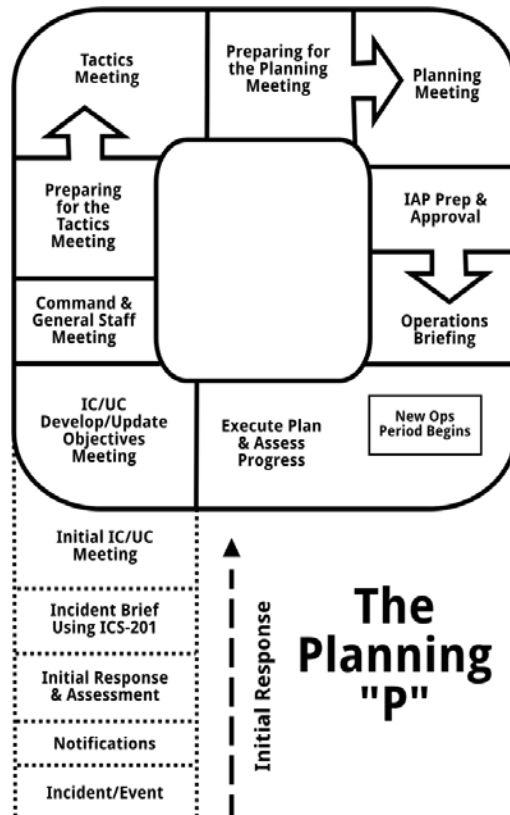 Tactics
Meeting
Preparing for
the Planning
Meeting
Planning
Meeting
Preparing
for the
Tactics
Meeting
IAP Prep &
Approval
Command &
General Staff
Meeting
Operations
Briefing
IC/UC
Develop/Update
Objectives
Meeting
Execute Plan
& Assess
Progress
New Ops
Period Begins
Initial IC/UC
Meeting
Incident Brief
Using ICS-201
Initial Response
& Assessment
Notifications
Incident/Event
Initial Response
The
Planning
"P"